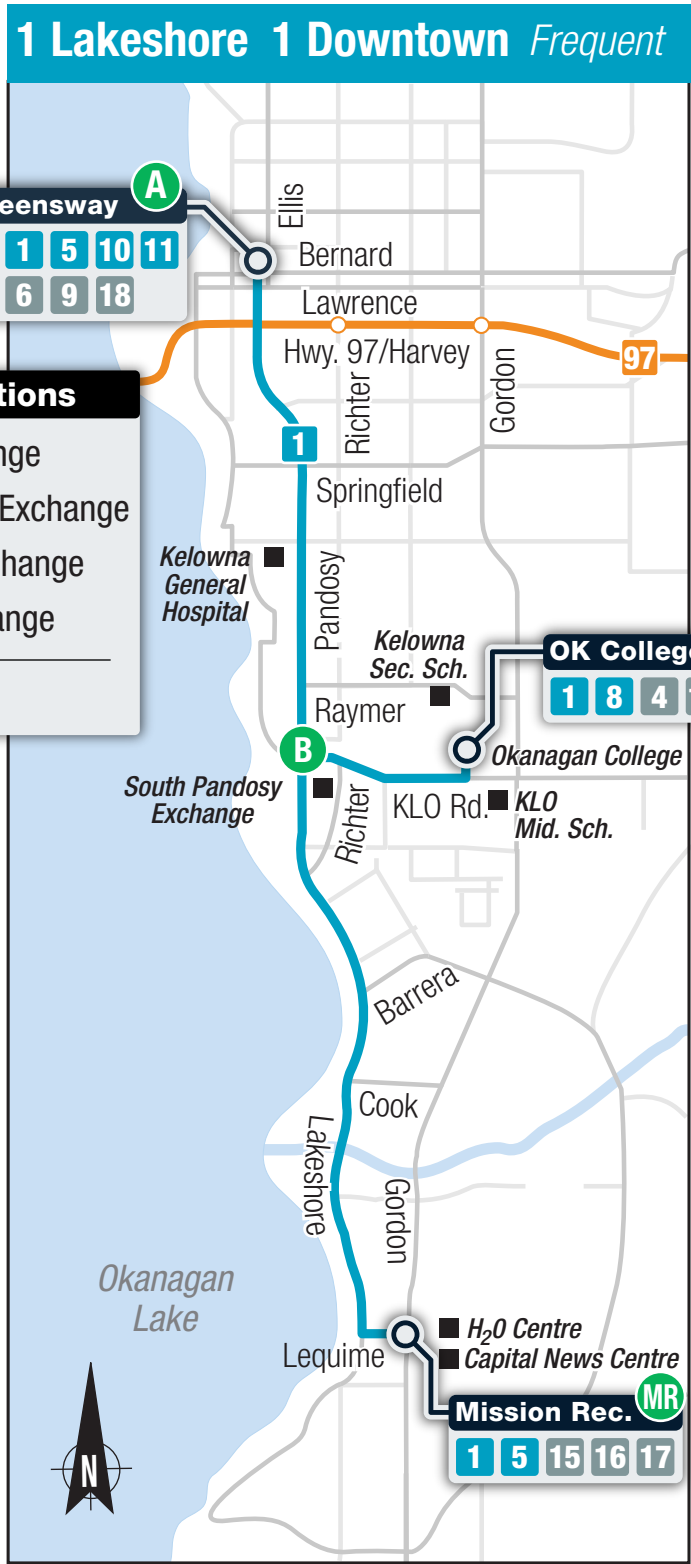 1 Lakeshore 1 Downtown Frequent
A
eensway
1 5 10 11
6 9 18
Ellis
Bernard
Lawrence
Hwy. 97/Harvey
97
Richter
Gordon
tions
nge
Exchange
hange
ange
1
Springfield
Kelowna
General
Hospital
Pandosy
Kelowna
Sec. Sch.
OK College
1 8 4
Raymer
B
Okanagan College
South Pandosy
Exchange
Richter
KLO Rd.
KLO
Mid. Sch.
Barrera
Cook
Lakeshore
Gordon
Okanagan
Lake
Lequime
H₂O Centre
Capital News Centre
MR
Mission Rec.
1 5 15 16 17
N